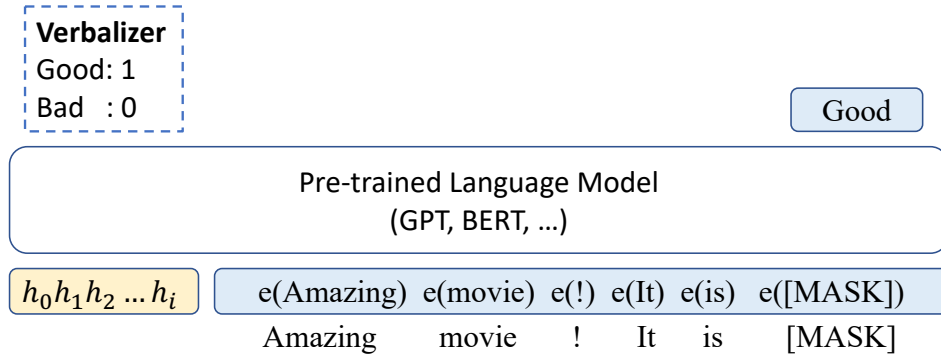 Verbalizer
Good: 1
Bad : 0
Good
Pre-trained Language Model
(GPT, BERT, …)
h₀h₁h₂ … hᵢ
e(Amazing) e(movie) e(!) e(It) e(is) e([MASK])
Amazing movie ! It is [MASK]